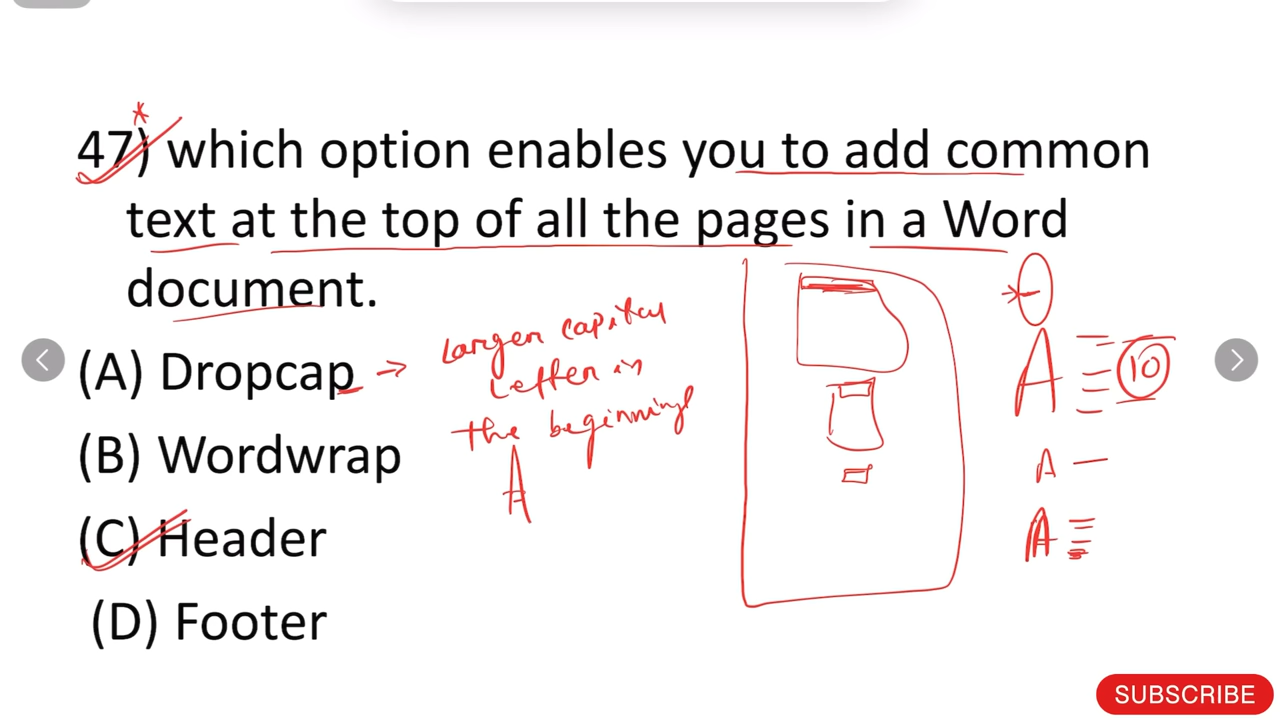 47) which option enables you to add common
text at the top of all the pages in a Word
document.
(A) Dropcap → Larger capital
Letter in
the beginning
A
(B) Wordwrap
(C) Header
(D) Footer
A
10
A
A
SUBSCRIBE